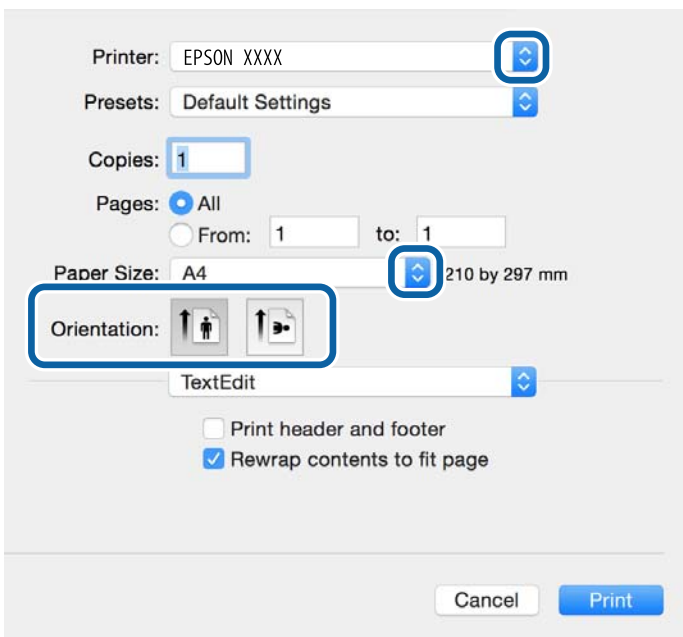 Printer: EPSON XXXX
Presets: Default Settings
Copies: 1
Pages: All
From: 1 to: 1
Paper Size: A4 210 by 297 mm
Orientation:
TextEdit
Print header and footer
Rewrap contents to fit page
Cancel Print